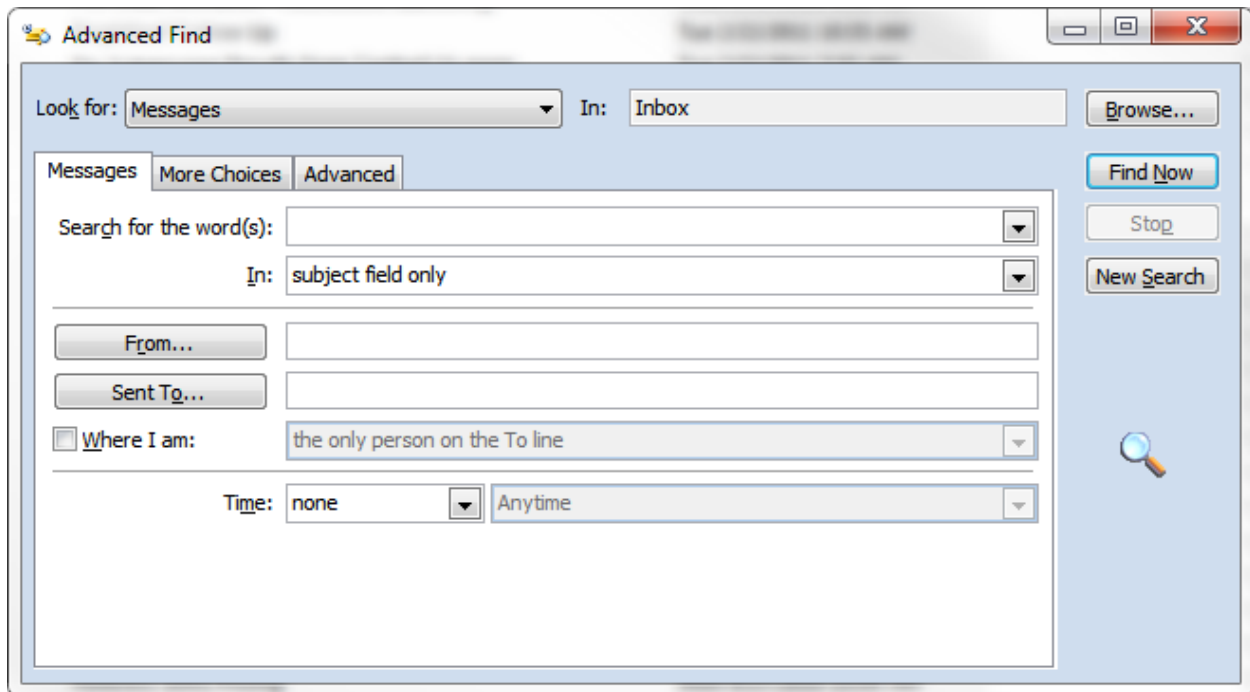 Advanced Find
Look for: Messages In: Inbox Browse...
Messages More Choices Advanced Find Now
Search for the word(s): Stop
In: subject field only New Search
From...
Sent To...
Where I am: the only person on the To line
Time: none Anytime